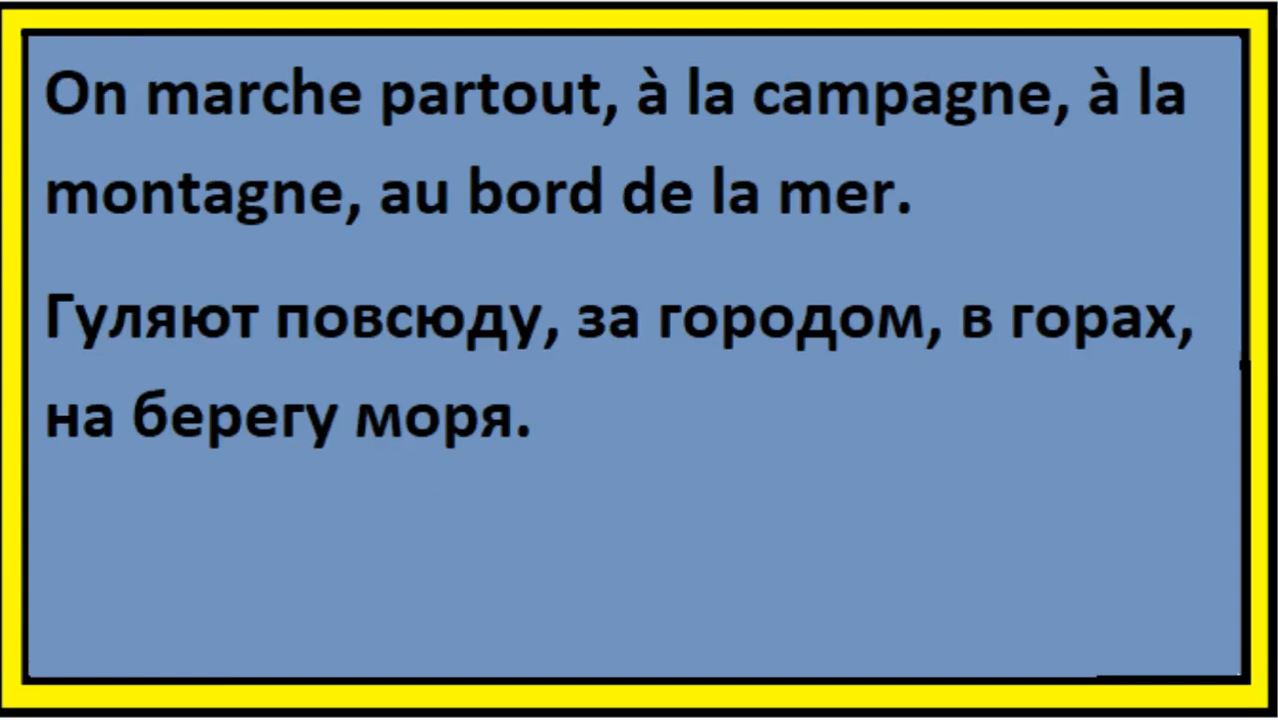 On marche partout, à la campagne, à la
montagne, au bord de la mer.
Гуляют повсюду, за городом, в горах,
на берегу моря.